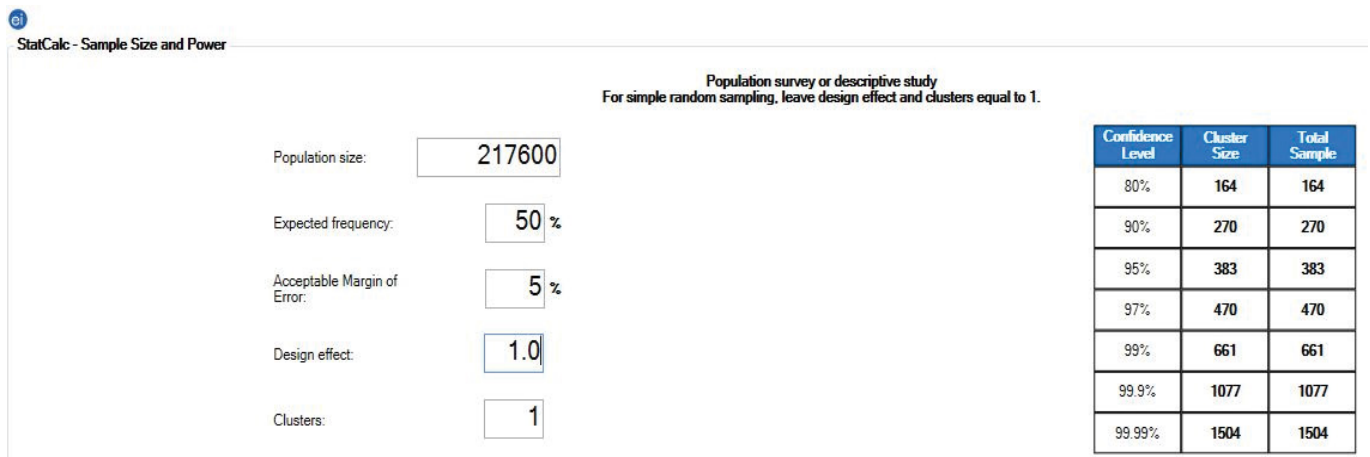 ei
StatCalc - Sample Size and Power
Population survey or descriptive study
For simple random sampling, leave design effect and clusters equal to 1.
Population size: 217600
Expected frequency: 50 %
Acceptable Margin of
Error: 5 %
Design effect: 1.0
Clusters: 1
Confidence Level Cluster Size Total Sample
80% 164 164
90% 270 270
95% 383 383
97% 470 470
99% 661 661
99.9% 1077 1077
99.99% 1504 1504